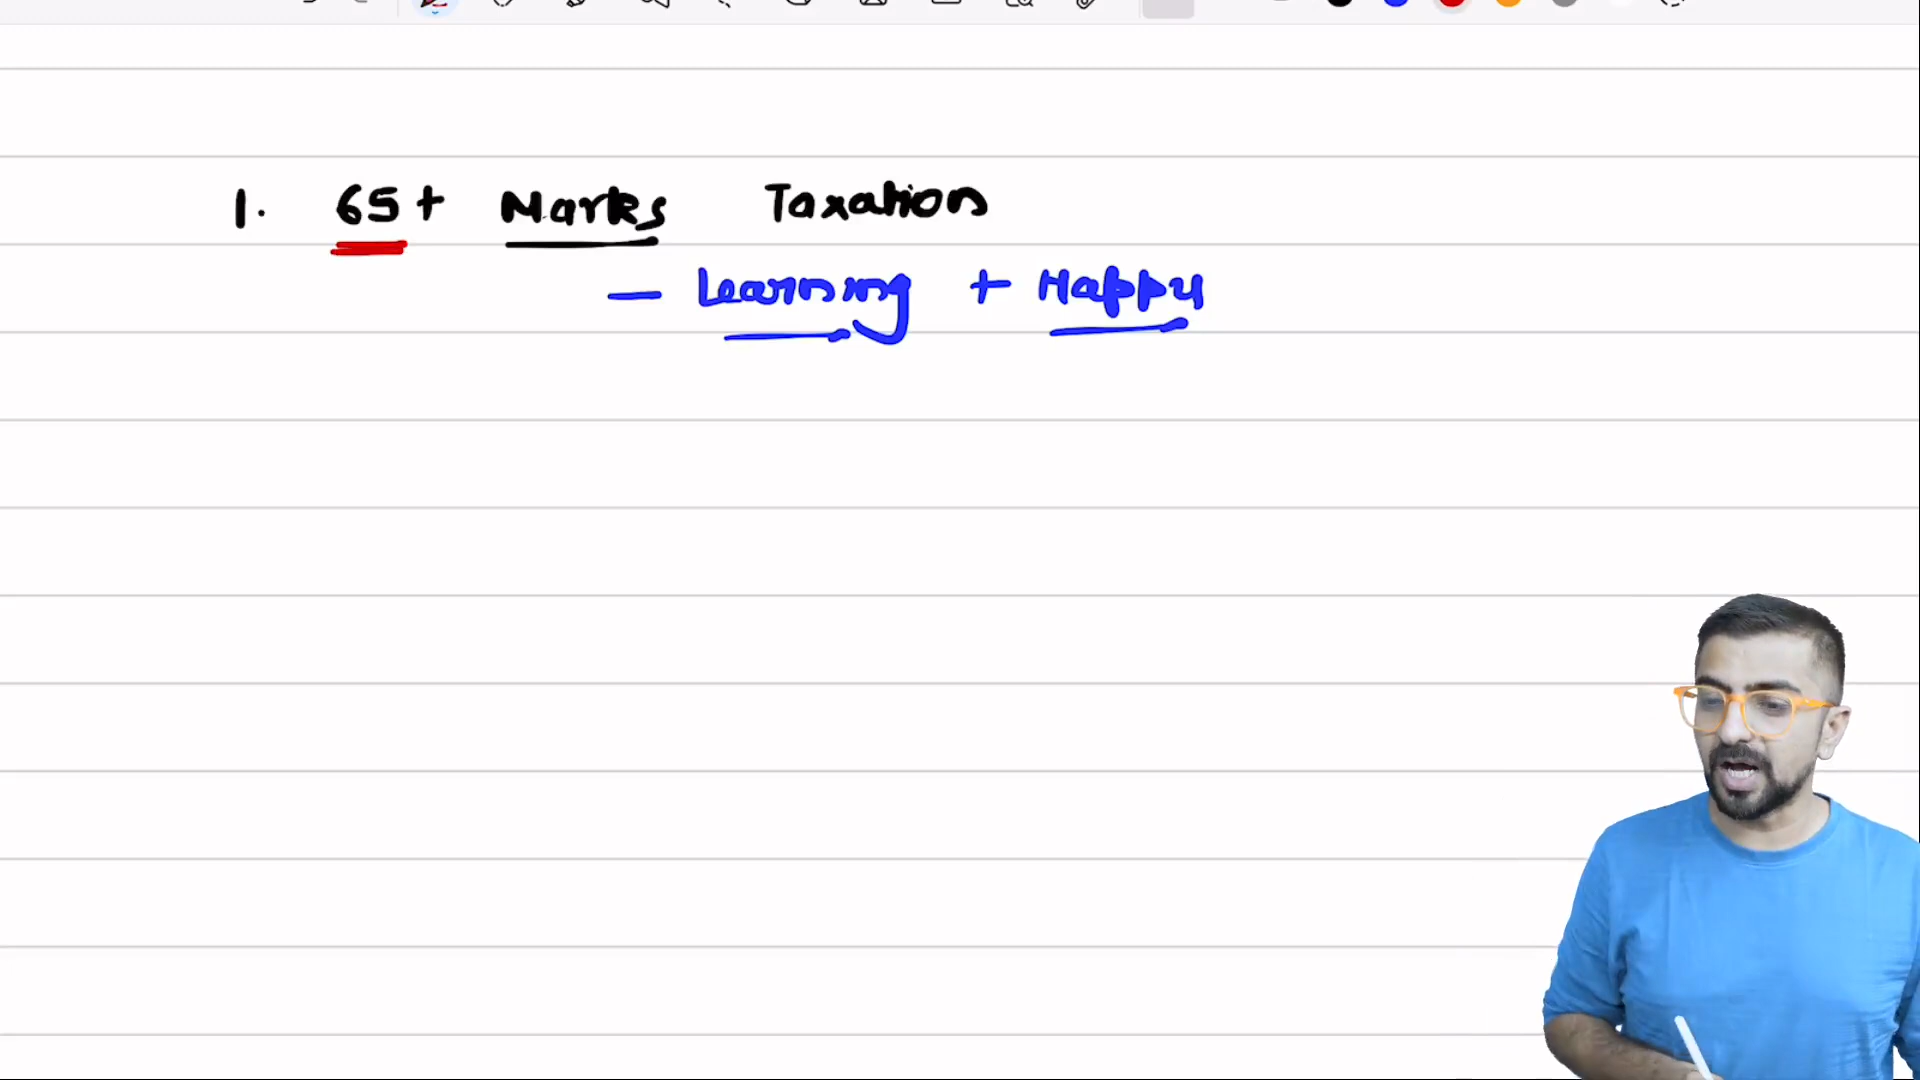 1. 65+ Marks Taxation
— Learning + Happy